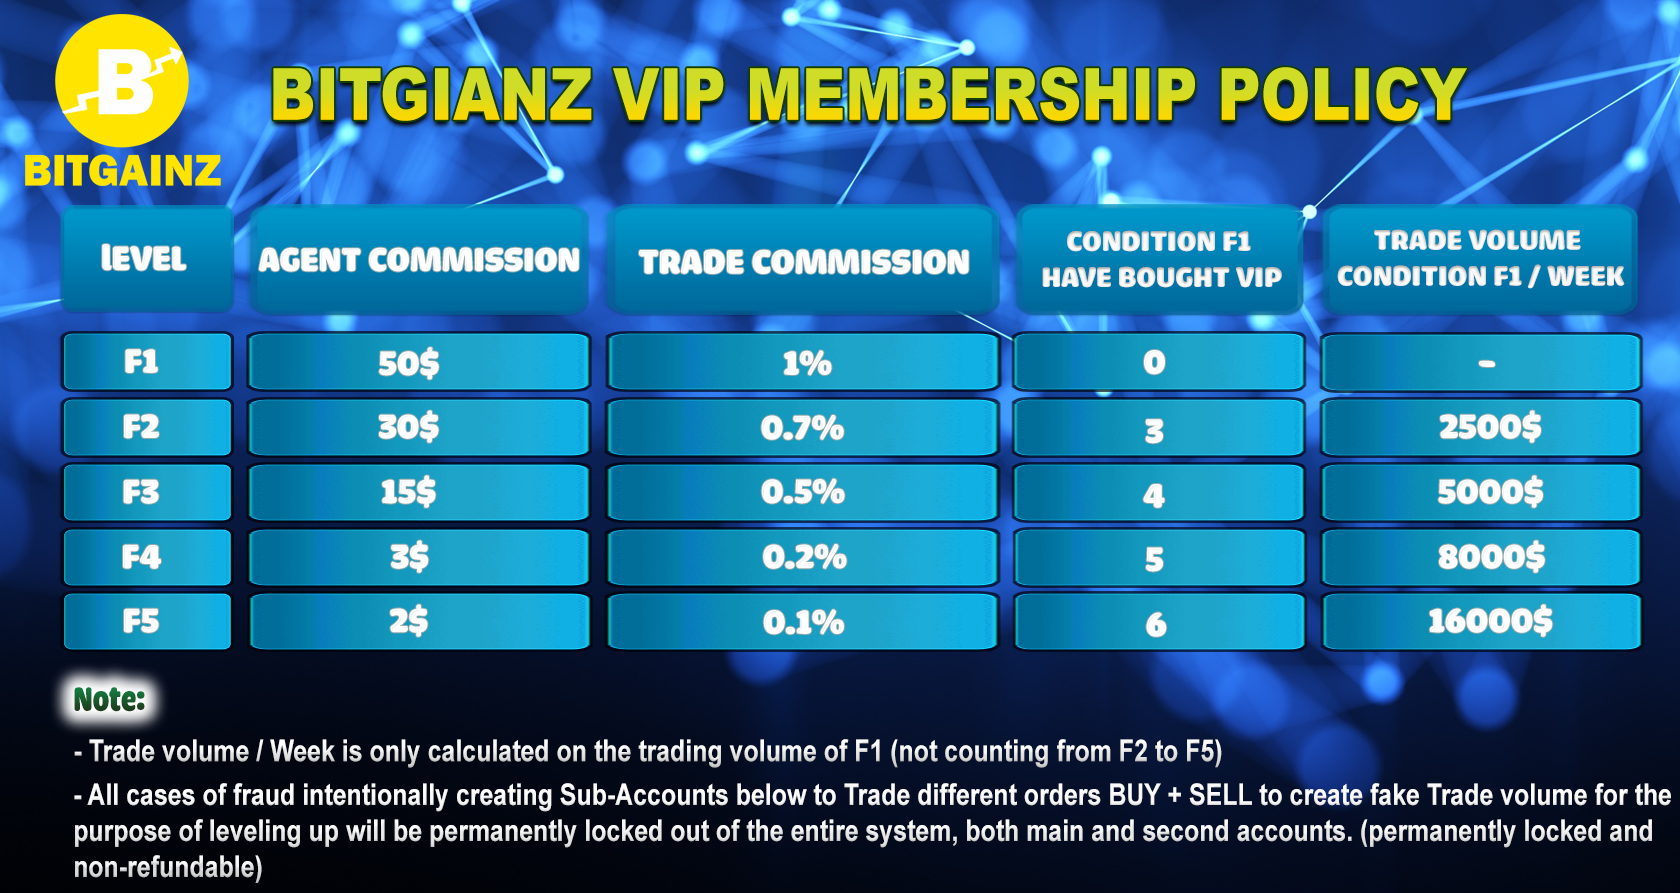 B
BITGAINZ
BITGIANZ VIP MEMBERSHIP POLICY
LEVEL
AGENT COMMISSION
TRADE COMMISSION
CONDITION F1
HAVE BOUGHT VIP
TRADE VOLUME
CONDITION F1 / WEEK
F1
50$
1%
0
-
F2
30$
0.7%
3
2500$
F3
15$
0.5%
4
5000$
F4
3$
0.2%
5
8000$
F5
2$
0.1%
6
16000$
Note:
- Trade volume / Week is only calculated on the trading volume of F1 (not counting from F2 to F5)
- All cases of fraud intentionally creating Sub-Accounts below to Trade different orders BUY + SELL to create fake Trade volume for the
purpose of leveling up will be permanently locked out of the entire system, both main and second accounts. (permanently locked and
non-refundable)